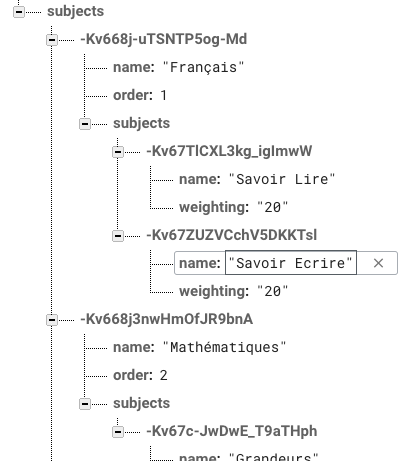 subjects
-Kv668j-uTSNTP5og-Md
name: "Français"
order: 1
subjects
-Kv67TlCXL3kg_iglmwW
name: "Savoir Lire"
weighting: "20"
-Kv67ZUZVCchV5DKKTsl
name: "Savoir Ecrire" ×
weighting: "20"
-Kv668j3nwHmOfJR9bnA
name: "Mathématiques"
order: 2
subjects
-Kv67c-JwDwE_T9aTHph
name: "Grandeurs"